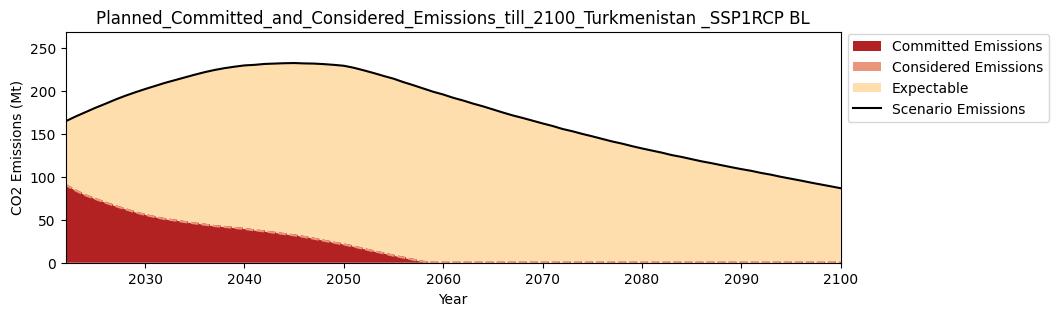 Planned_Committed_and_Considered_Emissions_till_2100_Turkmenistan _SSP1RCP BL
Committed Emissions
Considered Emissions
Expectable
Scenario Emissions
CO2 Emissions (Mt)
250
200
150
100
50
0
2030 2040 2050 2060 2070 2080 2090 2100
Year